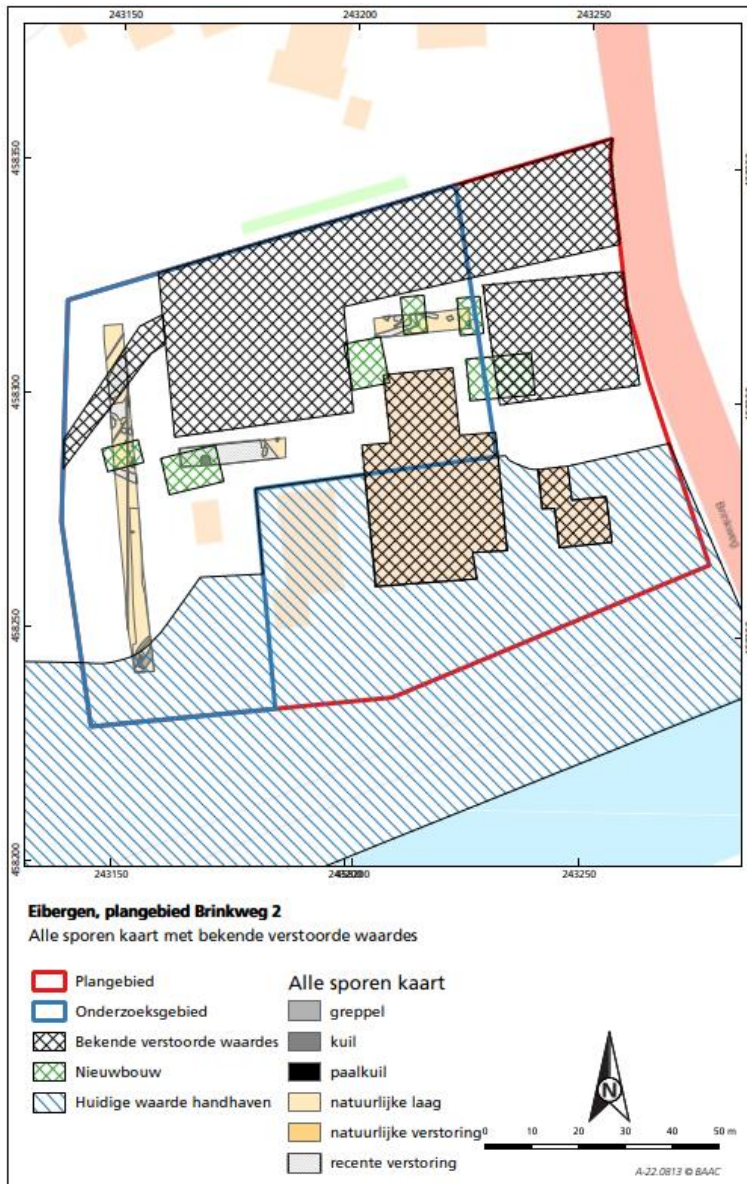 243150 243200 243250
458350
458300
458250
458200
Brinkweg
243150 243200 243250
Eibergen, plangebied Brinkweg 2
Alle sporen kaart met bekende verstoorde waardes
Plangebied
Onderzoeksgebied
Bekende verstoorde waardes
Nieuwbouw
Huidige waarde handhaven
Alle sporen kaart
greppel
kuil
paalkuil
natuurlijke laag
natuurlijke verstoring
recente verstoring
N
0 10 20 30 40 50 m
A-22.0813 © BAAC